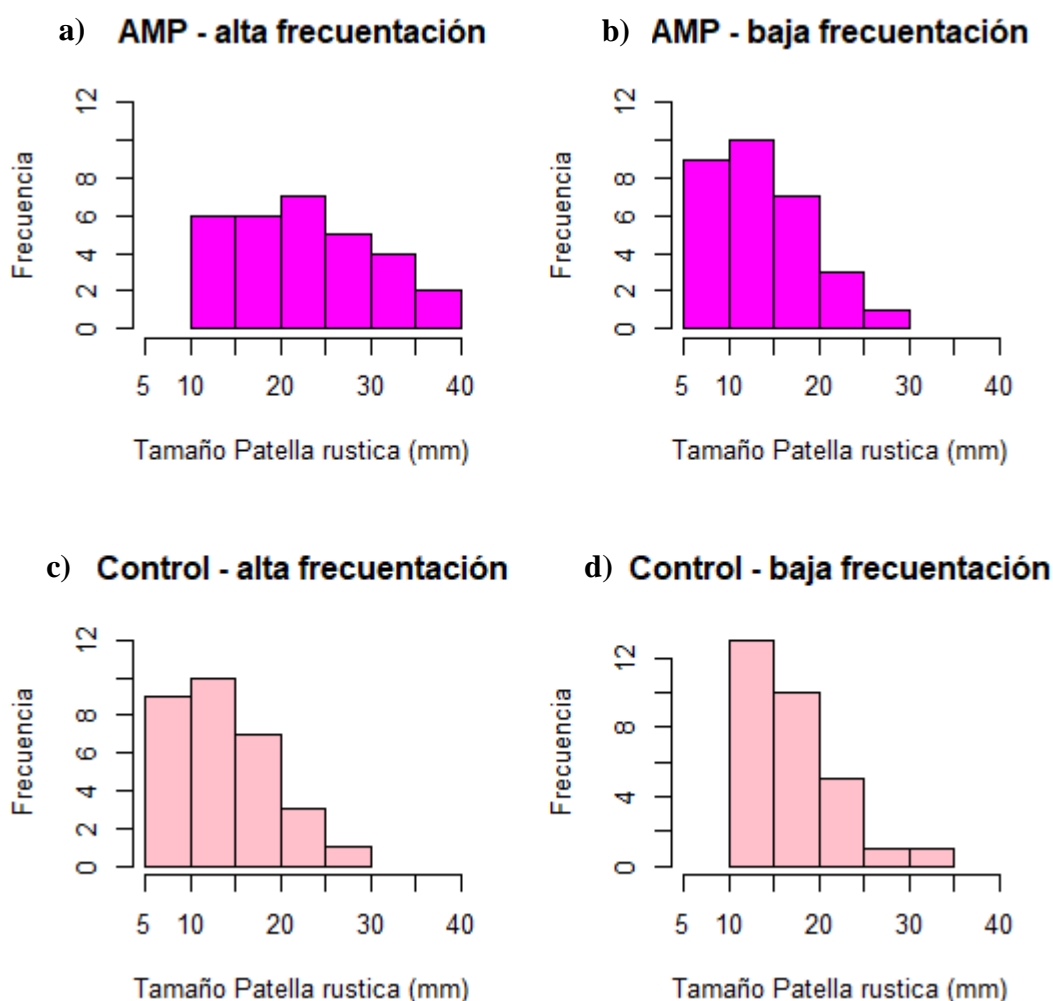 a) AMP - alta frecuentación
12
8
6
4
2
0
Frecuencia
5 10 20 30 40
Tamaño Patella rustica (mm)
b) AMP - baja frecuentación
12
8
6
4
2
0
Frecuencia
5 10 20 30 40
Tamaño Patella rustica (mm)
c) Control - alta frecuentación
12
8
6
4
2
0
Frecuencia
5 10 20 30 40
Tamaño Patella rustica (mm)
d) Control - baja frecuentación
12
8
4
0
Frecuencia
5 10 20 30 40
Tamaño Patella rustica (mm)